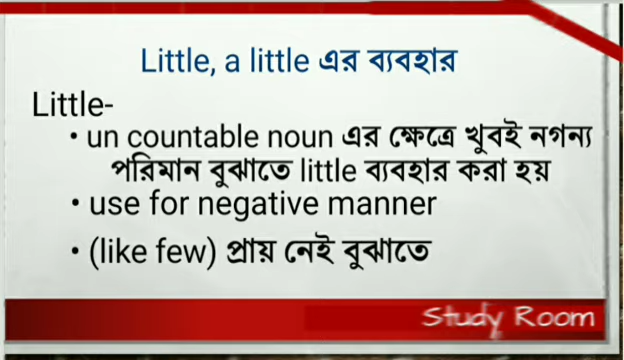 Little, a little এর ব্যবহার
Little-
• un countable noun এর ক্ষেত্রে খুবই নগন্য
পরিমান বুঝাতে little ব্যবহার করা হয়
• use for negative manner
• (like few) প্রায় নেই বুঝাতে
Study Room